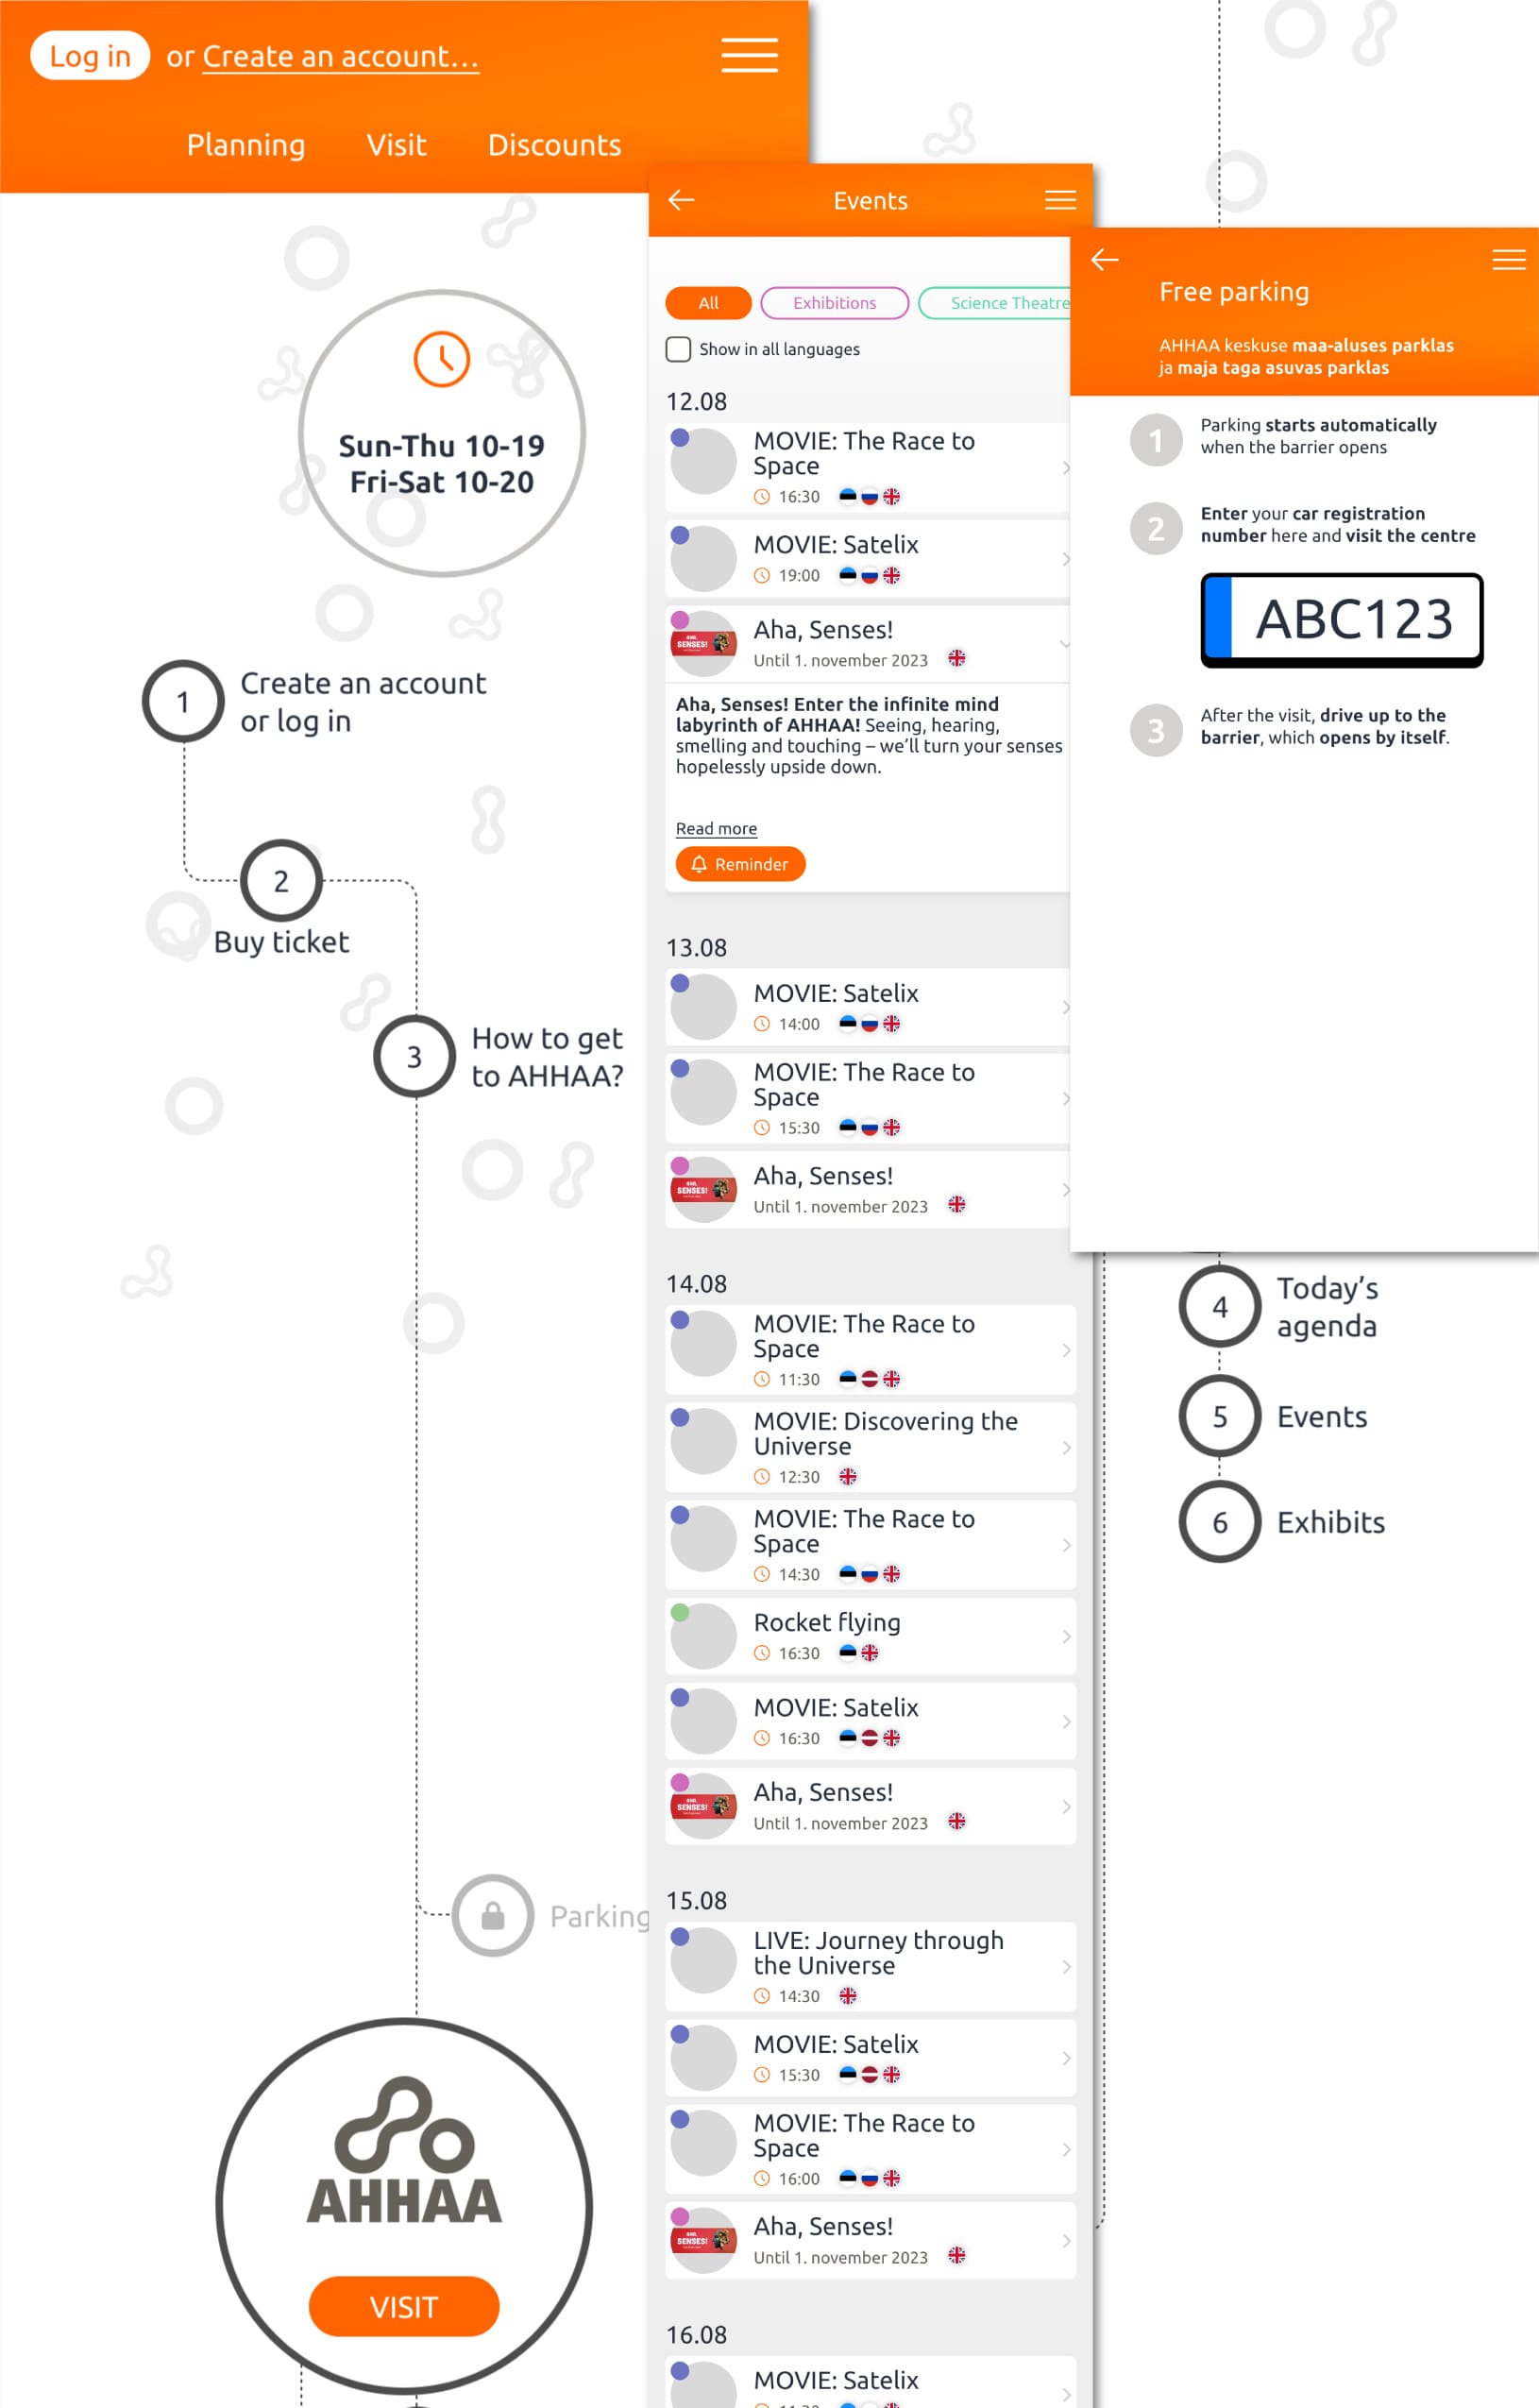 Log in or Create an account...
Planning Visit Discounts
Sun-Thu 10-19
Fri-Sat 10-20
1
Create an account
or log in
2
Buy ticket
3
How to get
to AHHAA?
Parking
AHHAA
VISIT
Events
All
Exhibitions
Science Theatre
Show in all languages
12.08
MOVIE: The Race to
Space
16:30
MOVIE: Satelix
19:00
SENSES!
Aha, Senses!
Until 1. november 2023
Aha, Senses! Enter the infinite mind
labyrinth of AHHAA! Seeing, hearing,
smelling and touching – we'll turn your senses
hopelessly upside down.
Read more
Reminder
13.08
MOVIE: Satelix
14:00
MOVIE: The Race to
Space
15:30
SENSES!
Aha, Senses!
Until 1. november 2023
14.08
MOVIE: The Race to
Space
11:30
MOVIE: Discovering the
Universe
12:30
MOVIE: The Race to
Space
14:30
Rocket flying
16:30
MOVIE: Satelix
16:30
SENSES!
Aha, Senses!
Until 1. november 2023
15.08
LIVE: Journey through
the Universe
14:30
MOVIE: Satelix
15:30
MOVIE: The Race to
Space
16:00
SENSES!
Aha, Senses!
Until 1. november 2023
16.08
MOVIE: Satelix
Free parking
AHHAA keskuse maa-aluses parklas
ja maja taga asuvas parklas
1
Parking starts automatically
when the barrier opens
2
Enter your car registration
number here and visit the centre
ABC123
3
After the visit, drive up to the
barrier, which opens by itself.
4
Today's
agenda
5
Events
6
Exhibits